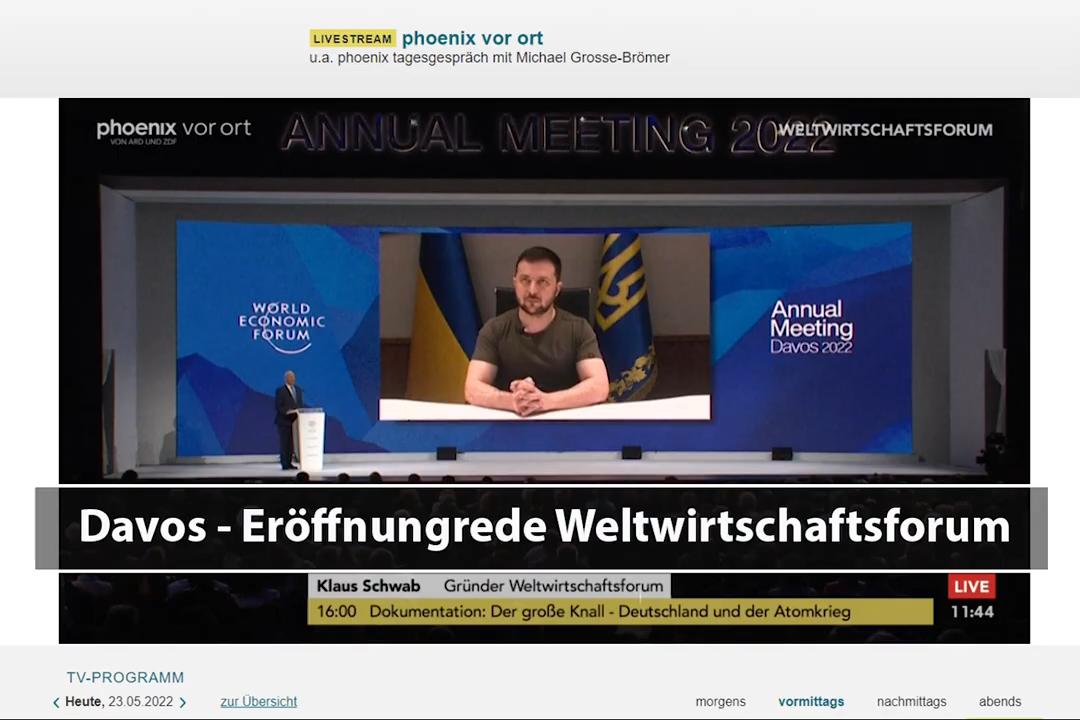 LIVESTREAM phoenix vor ort
u.a. phoenix tagesgespräch mit Michael Grosse-Brömer
phoenix vor ort
VON ARD UND ZDF
ANNUAL MEETING 2022
WELTWIRTSCHAFTSFORUM
WORLD
ECONOMIC
FORUM
Annual
Meeting
Davos 2022
Davos - Eröffnungrede Weltwirtschaftsforum
Klaus Schwab Gründer Weltwirtschaftsforum
LIVE
16:00 Dokumentation: Der große Knall - Deutschland und der Atomkrieg
11:44
TV-PROGRAMM
Heute, 23.05.2022 zur Übersicht morgens vormittags nachmittags abends